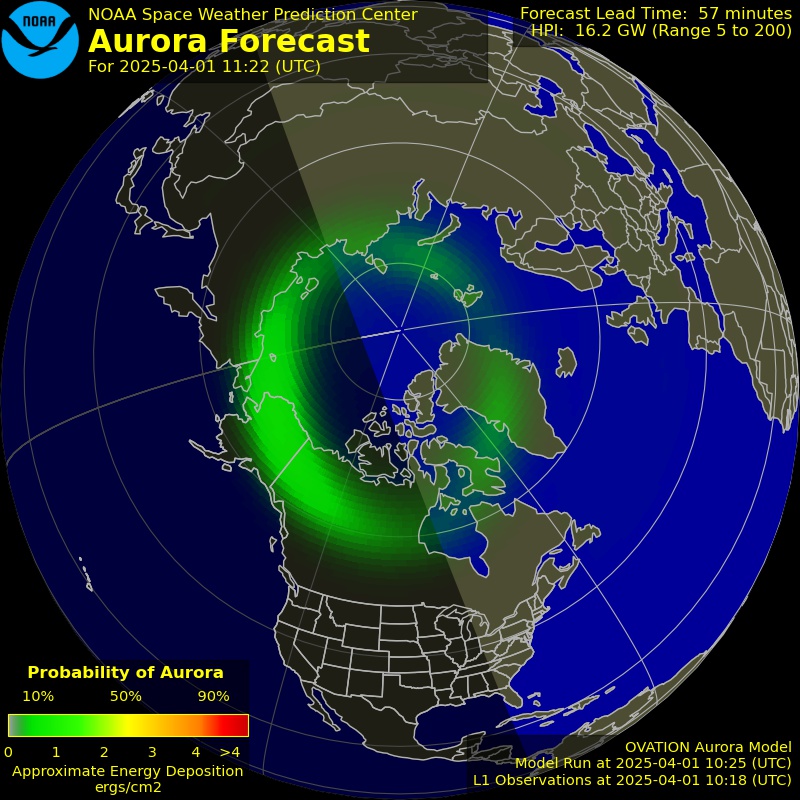 NOAA
NOAA Space Weather Prediction Center
Aurora Forecast
For 2025-04-01 11:22 (UTC)
Forecast Lead Time: 57 minutes
HPI: 16.2 GW (Range 5 to 200)
Probability of Aurora
10% 50% 90%
0 1 2 3 4 >4
Approximate Energy Deposition
ergs/cm2
OVATION Aurora Model
Model Run at 2025-04-01 10:25 (UTC)
L1 Observations at 2025-04-01 10:18 (UTC)